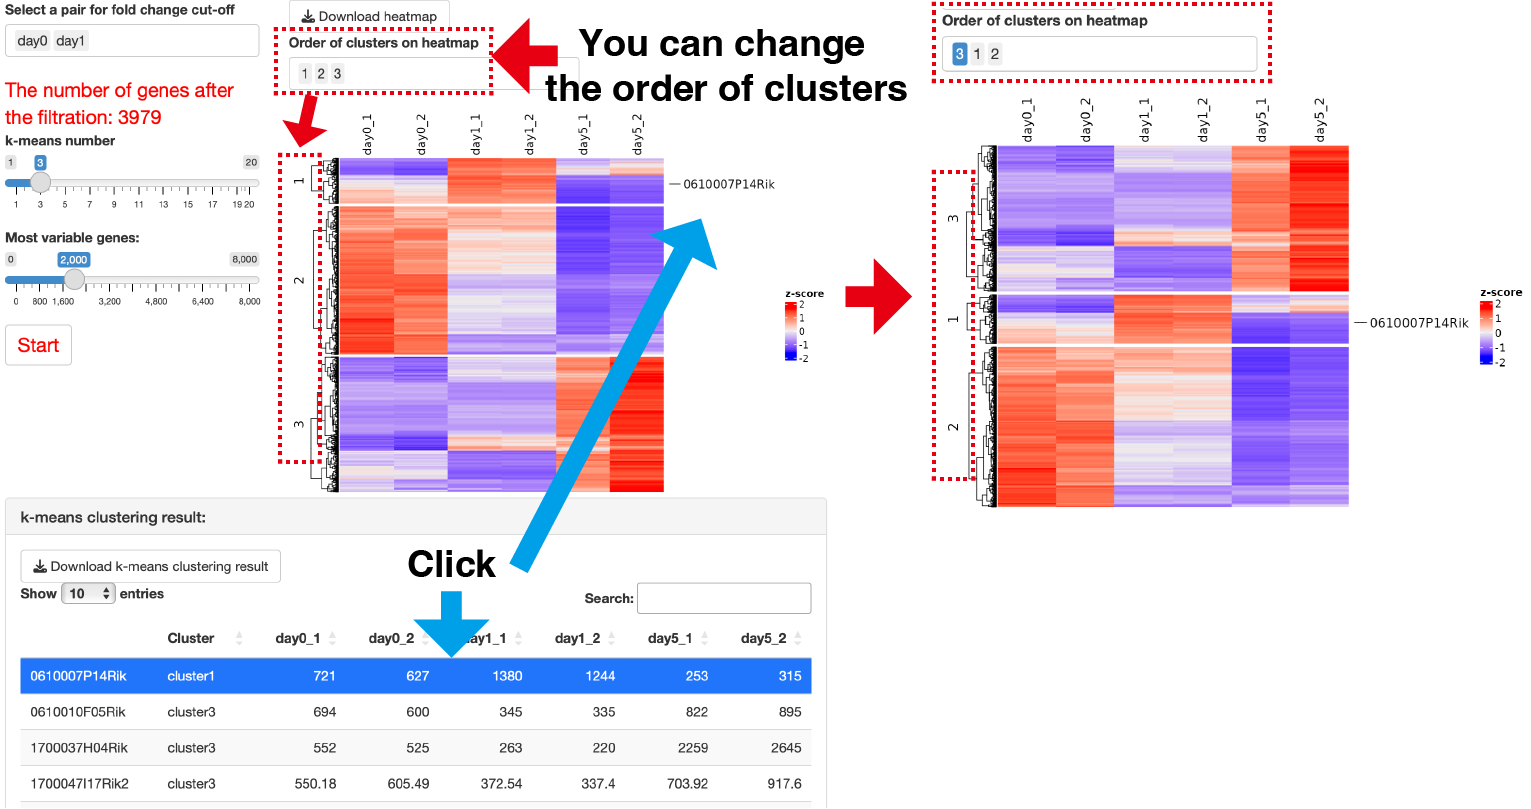 Select a pair for fold change cut-off
day0 day1
The number of genes after
the filtration: 3979
k-means number
1 3 20
1 3 5 7 9 11 13 15 17 19 20
Most variable genes:
0 2,000 8,000
0 800 1,600 3,200 4,800 6,400 8,000
Start
Download heatmap
Order of clusters on heatmap
1 2 3
You can change
the order of clusters
day0_1 day0_2 day1_1 day1_2 day5_1 day5_2
1
2
3
0610007P14Rik
z-score
2
1
0
-1
-2
Order of clusters on heatmap
3 1 2
day0_1 day0_2 day1_1 day1_2 day5_1 day5_2
3
1
2
0610007P14Rik
z-score
2
1
0
-1
-2
k-means clustering result:
Download k-means clustering result
Click
Show 10 entries
Search:
Cluster day0_1 day0_2 day1_1 day1_2 day5_1 day5_2
0610007P14Rik cluster1 721 627 1380 1244 253 315
0610010F05Rik cluster3 694 600 345 335 822 895
1700037H04Rik cluster3 552 525 263 220 2259 2645
1700047I17Rik2 cluster3 550.18 605.49 372.54 337.4 703.92 917.6